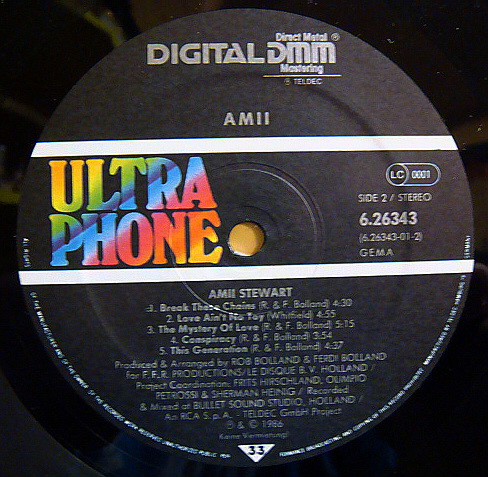 Direct Metal ®
DIGITAL DMM
Mastering
℗ TELDEC
AMII
ULTRA
PHONE
LC 0001
SIDE 2 / STEREO
6.26343
(6.26343-01-2)
GEMA
AMII STEWART
1. Break These Chains (R. & F. Bolland) 4:30
2. Love Ain't No Toy (Whitfield) 4:55
3. The Mystery Of Love (R. & F. Bolland) 5:15
4. Conspiracy (R. & F. Bolland) 3:54
5. This Generation (R. & F. Bolland) 4:37
Produced & Arranged by ROB BOLLAND & FERDI BOLLAND
for F.F.R. PRODUCTIONS/LE DISQUE B.V. HOLLAND /
Project Coordination: FRITS HIRSCHLAND, OLIMPIO
PETROSSI & SHERMAN HEINIG / Recorded
& Mixed at BULLET SOUND STUDIO, HOLLAND /
An RCA S.p.A. - TELDEC GmbH Project
℗ & © 1986
Keine Vermietung!
33